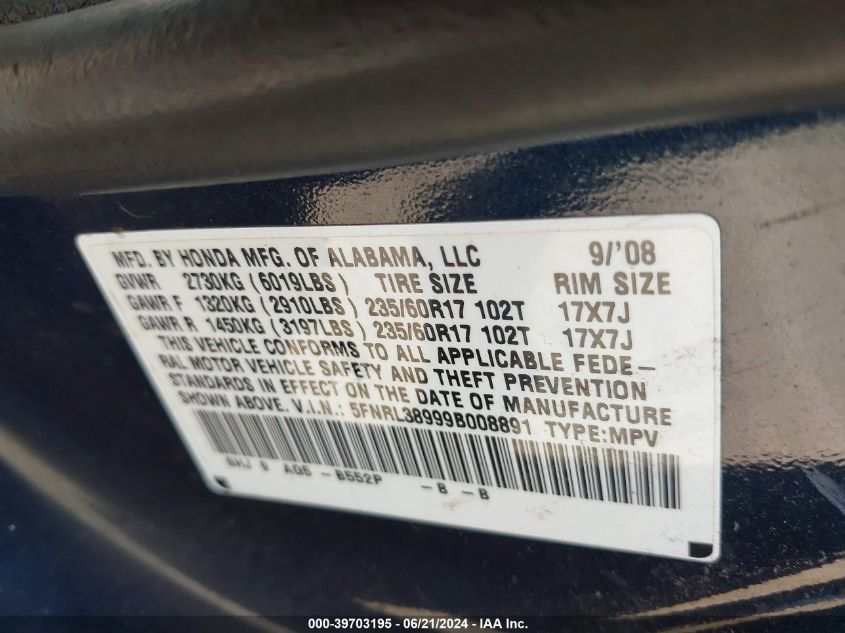 MFD. BY HONDA MFG. OF ALABAMA, LLC 9/'08
GVWR 2730KG (6019LBS) TIRE SIZE RIM SIZE
GAWR F 1320KG (2910LBS) 235/60R17 102T 17X7J
GAWR R 1450KG (3197LBS) 235/60R17 102T 17X7J
THIS VEHICLE CONFORMS TO ALL APPLICABLE FEDE-
RAL MOTOR VEHICLE SAFETY AND THEFT PREVENTION
STANDARDS IN EFFECT ON THE DATE OF MANUFACTURE
SHOWN ABOVE. V.I.N.: 5FNRL38999B008891 TYPE:MPV
SHJ 9 AG5 -B552P -B -B
000-39703195 - 06/21/2024 - IAA Inc.